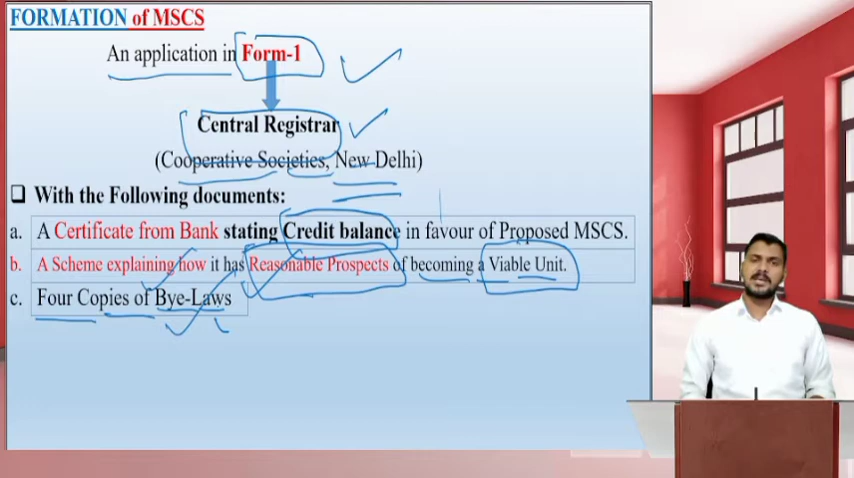 FORMATION of MSCS
An application in Form-1
Central Registrar
(Cooperative Societies, New Delhi)
With the Following documents:
a. A Certificate from Bank stating Credit balance in favour of Proposed MSCS.
b. A Scheme explaining how it has Reasonable Prospects of becoming a Viable Unit.
c. Four Copies of Bye-Laws